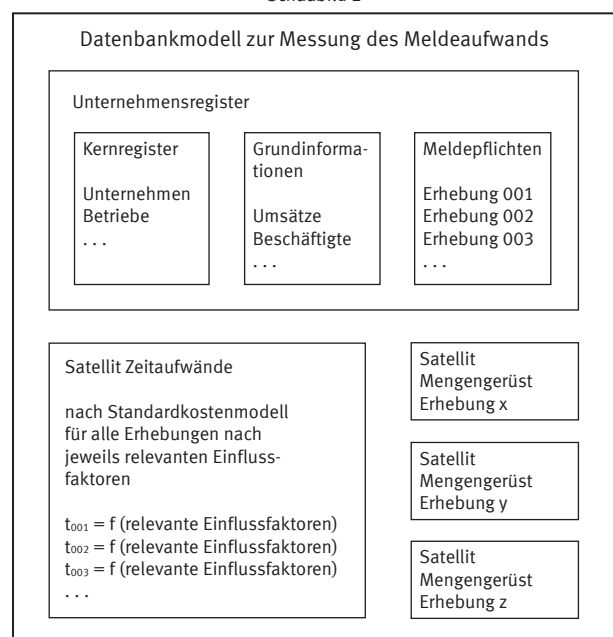 Datenbankmodell zur Messung des Meldeaufwands
Unternehmensregister
Kernregister
Unternehmen
Betriebe
. . .
Grundinforma-
tionen
Umsätze
Beschäftigte
. . .
Meldepflichten
Erhebung 001
Erhebung 002
Erhebung 003
. . .
Satellit Zeitaufwände
nach Standardkostenmodell
für alle Erhebungen nach
jeweils relevanten Einfluss-
faktoren
t001 = f (relevante Einflussfaktoren)
t002 = f (relevante Einflussfaktoren)
t003 = f (relevante Einflussfaktoren)
. . .
Satellit
Mengengerüst
Erhebung x
Satellit
Mengengerüst
Erhebung y
Satellit
Mengengerüst
Erhebung z